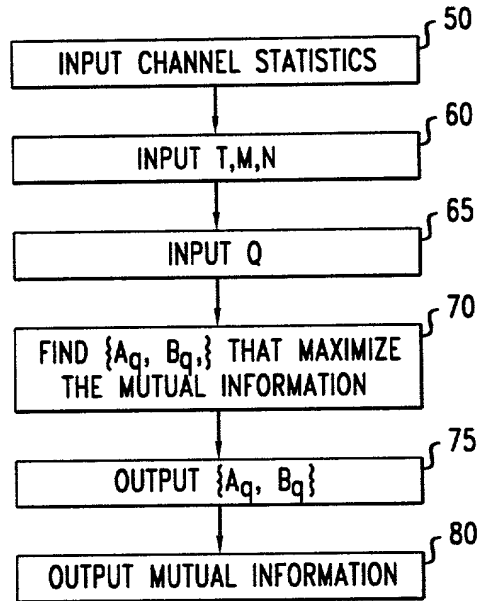 50
INPUT CHANNEL STATISTICS
60
INPUT T,M,N
65
INPUT Q
70
FIND {Aq, Bq,} THAT MAXIMIZE
THE MUTUAL INFORMATION
75
OUTPUT {Aq, Bq}
80
OUTPUT MUTUAL INFORMATION